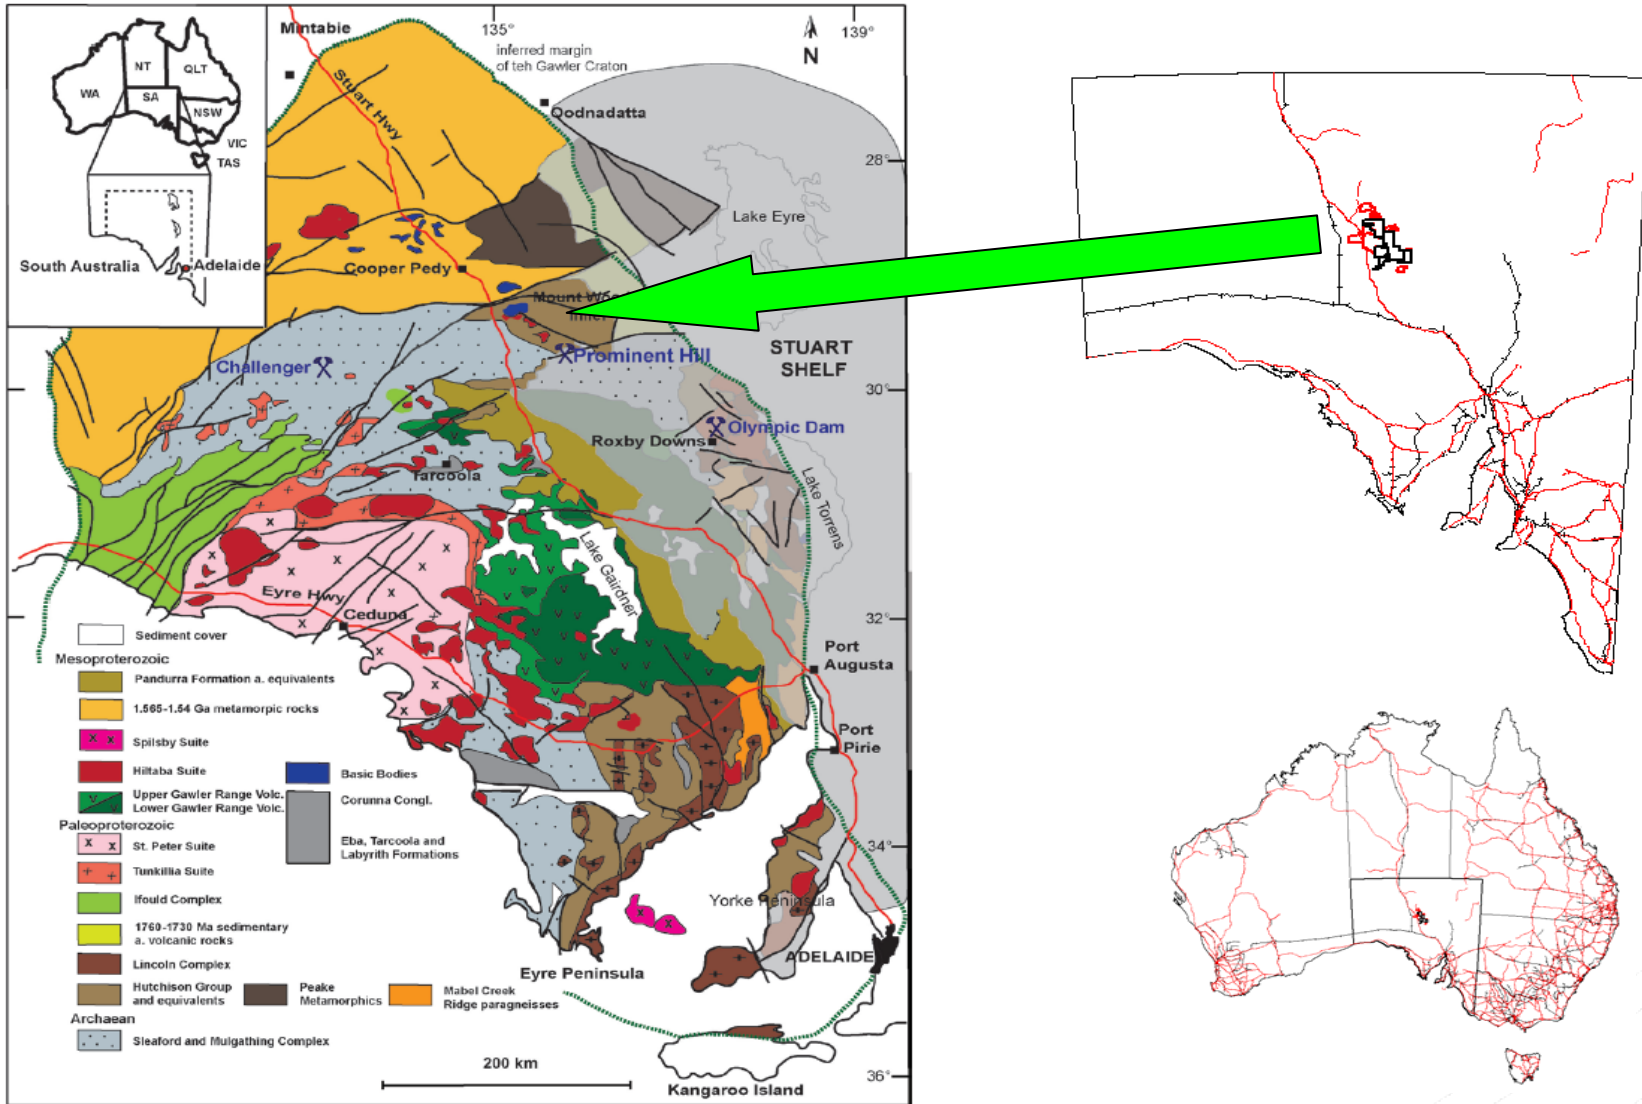 Mintabie
135°
139°
inferred margin
of teh Gawler Craton
N
NT
QLT
WA
SA
NSW
VIC
TAS
South Australia
Adelaide
Stuart Hwy
Oodnadatta
28°
Lake Eyre
Cooper Pedy
STUART
SHELF
Challenger
Prominent Hill
30°
Olympic Dam
Roxby Downs
Tarcoola
Lake Torrens
Lake Gairdner
Eyre Hwy
Ceduna
32°
Port
Augusta
Port
Pirie
Sediment cover
Mesoproterozoic
Pandurra Formation a. equivalents
1.565-1.54 Ga metamorpic rocks
x x Spilsby Suite
Hiltaba Suite
Basic Bodies
v Upper Gawler Range Volc.
v Lower Gawler Range Volc.
Corunna Congl.
Paleoproterozoic
x x St. Peter Suite
Eba, Tarcoola and
Labyrith Formations
+ + Tunkillia Suite
34°
Ifould Complex
Yorke Peninsula
1760-1730 Ma sedimentary
a. volcanic rocks
Lincoln Complex
ADELAIDE
Eyre Peninsula
Hutchison Group
and equivalents
Peake
Metamorphics
Mabel Creek
Ridge paragneisses
Archaean
Sleaford and Mulgathing Complex
200 km
36°
Kangaroo Island